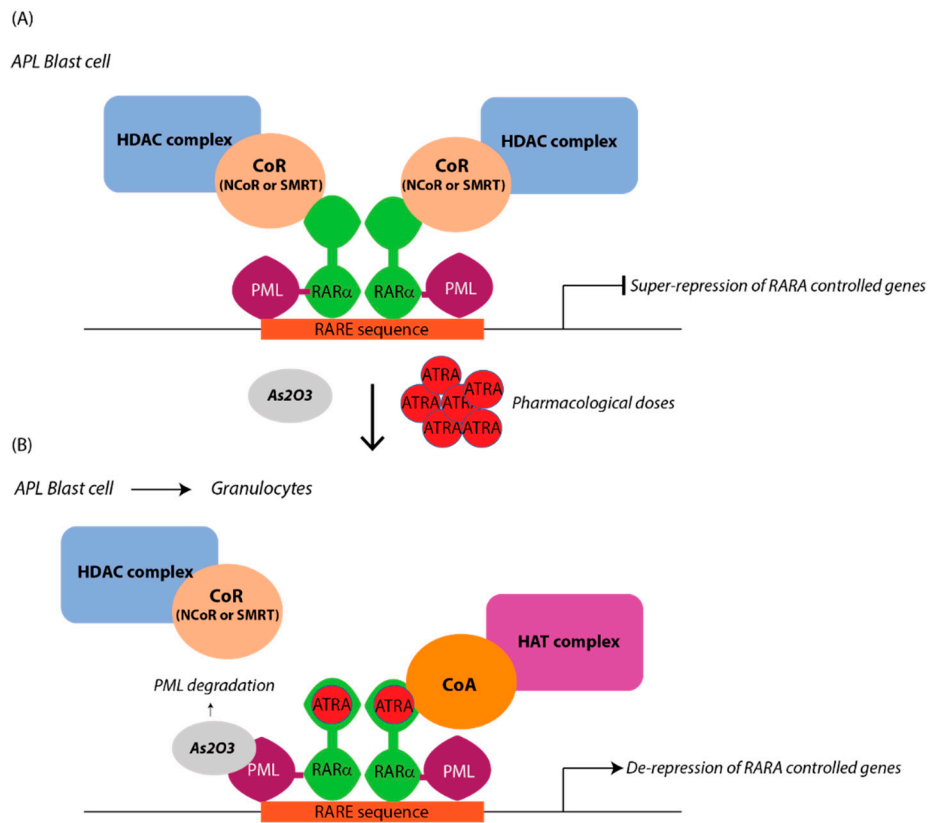 (A)
APL Blast cell
HDAC complex
HDAC complex
CoR
(NCoR or SMRT)
CoR
(NCoR or SMRT)
PML
RARα
RARα
PML
Super-repression of RARA controlled genes
RARE sequence
As2O3
ATRA
ATRA
ATRA
ATRA
ATRA
ATRA
Pharmacological doses
(B)
APL Blast cell
Granulocytes
HDAC complex
CoR
(NCoR or SMRT)
HAT complex
CoA
PML degradation
ATRA
ATRA
As2O3
PML
RARα
RARα
PML
De-repression of RARA controlled genes
RARE sequence